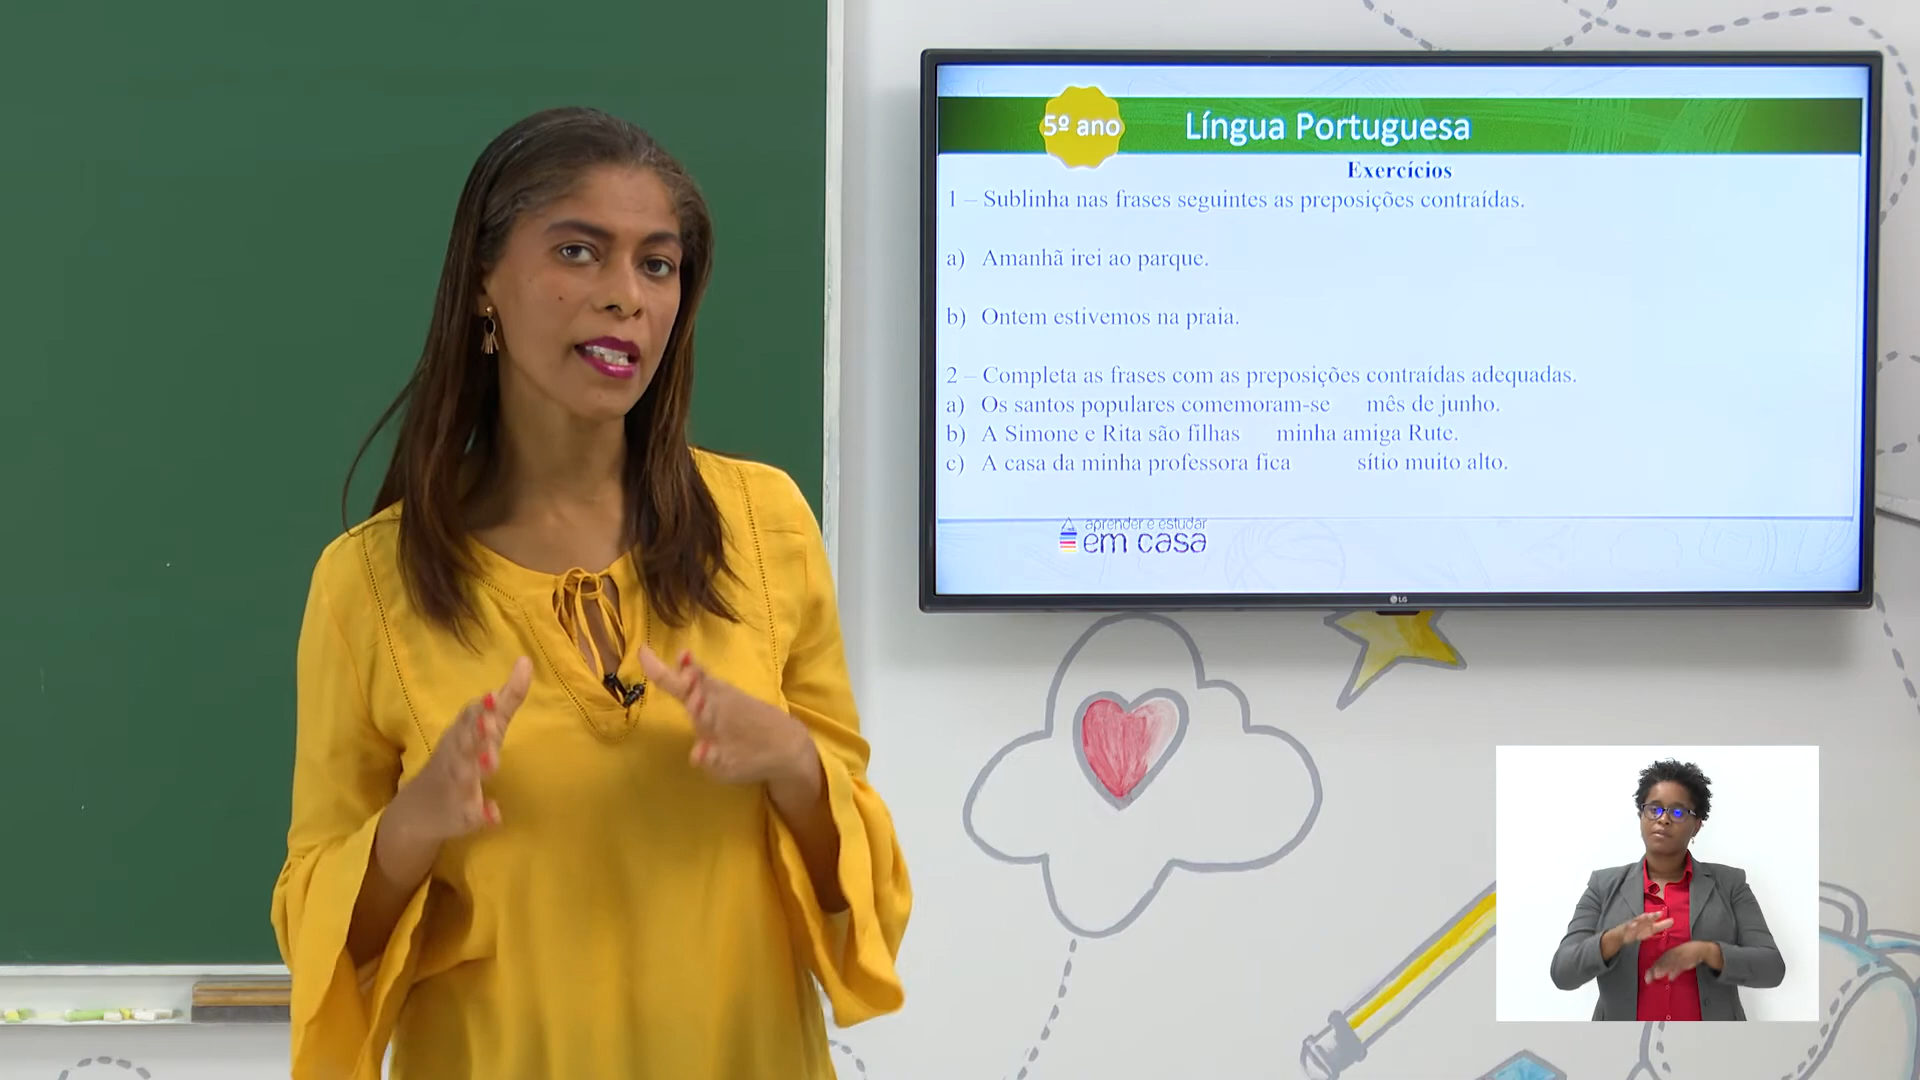 5º ano
Língua Portuguesa
Exercícios
1 – Sublinha nas frases seguintes as preposições contraídas.
a) Amanhã irei ao parque.
b) Ontem estivemos na praia.
2 – Completa as frases com as preposições contraídas adequadas.
a) Os santos populares comemoram-se mês de junho.
b) A Simone e Rita são filhas minha amiga Rute.
c) A casa da minha professora fica sítio muito alto.
aprender e estudar
em casa
LG